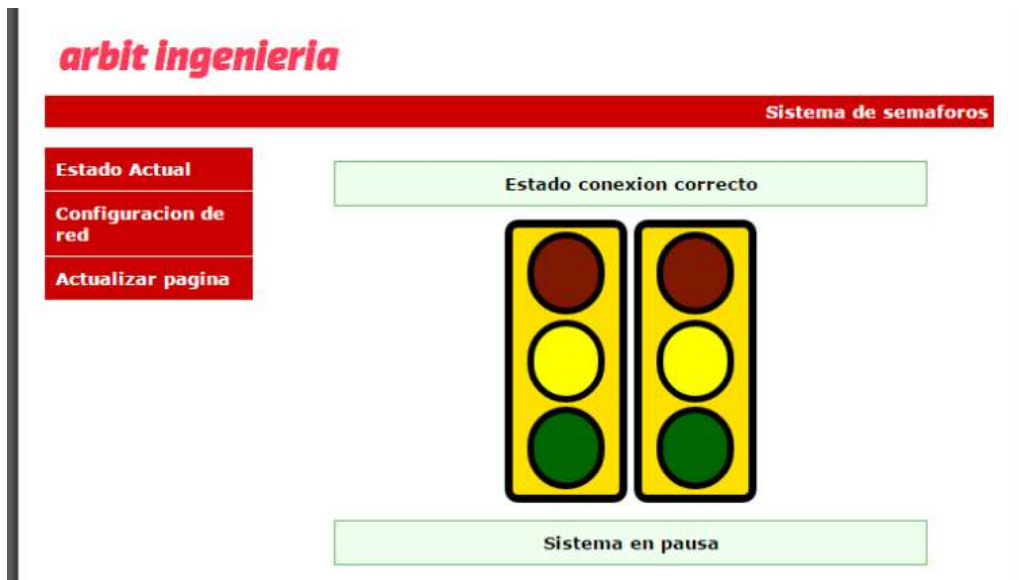 arbit ingenieria
Sistema de semaforos
Estado Actual
Configuracion de
red
Actualizar pagina
Estado conexion correcto
Sistema en pausa